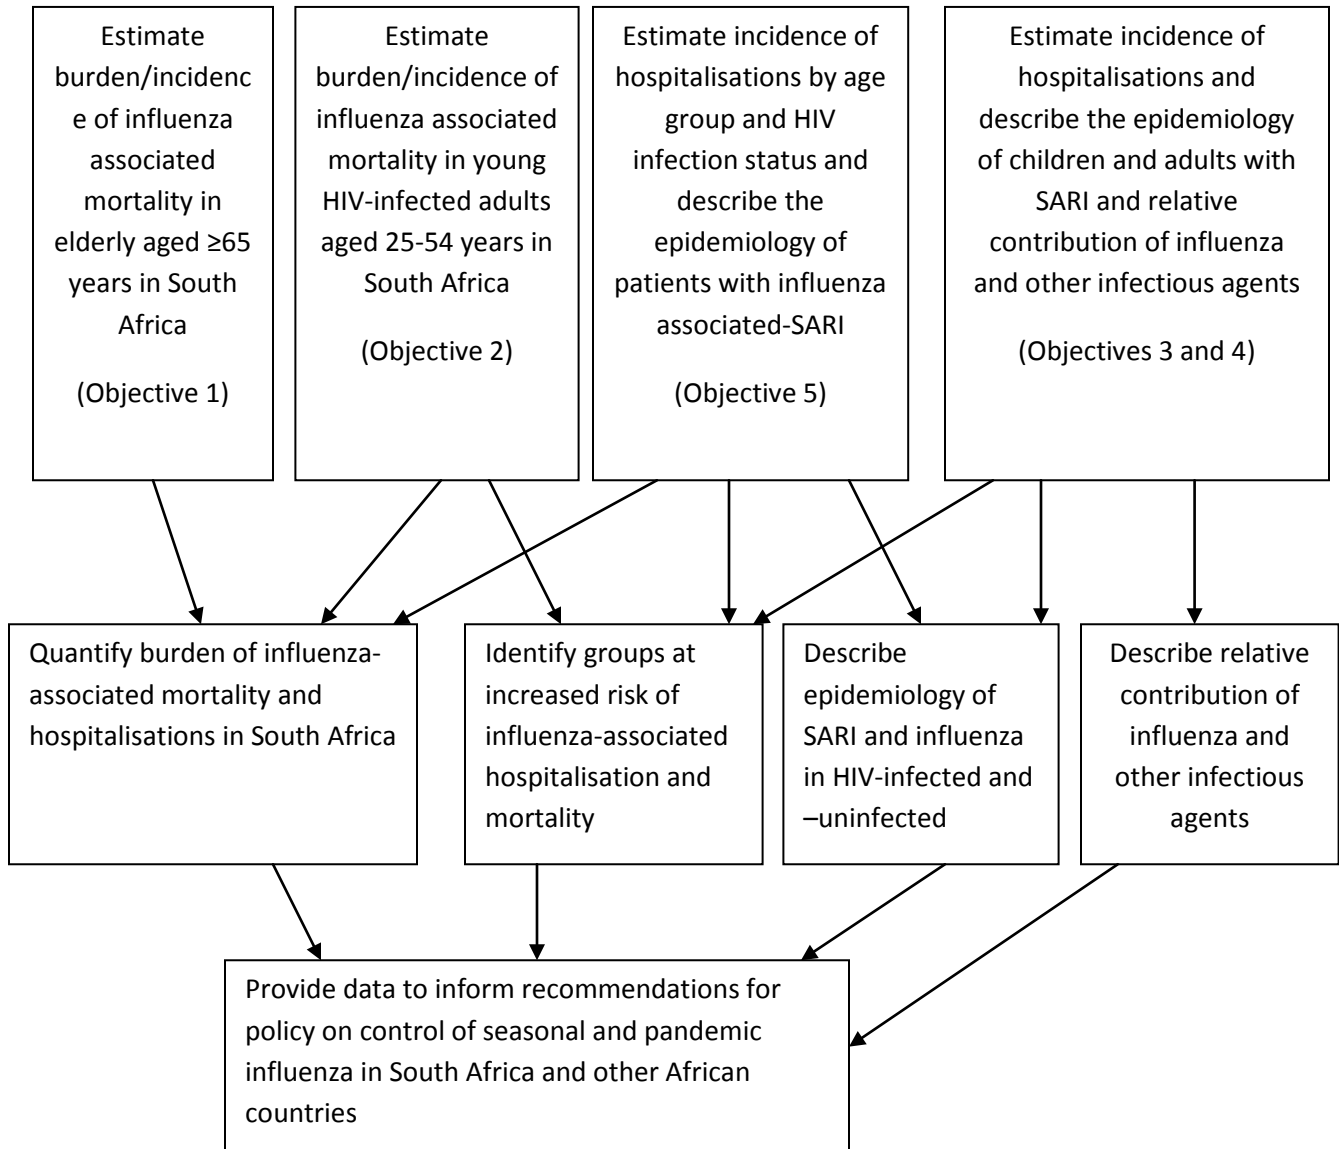 Estimate
burden/incidenc
e of influenza
associated
mortality in
elderly aged ≥65
years in South
Africa
(Objective 1)
Estimate
burden/incidence of
influenza associated
mortality in young
HIV-infected adults
aged 25-54 years in
South Africa
(Objective 2)
Estimate incidence of
hospitalisations by age
group and HIV
infection status and
describe the
epidemiology of
patients with influenza
associated-SARI
(Objective 5)
Estimate incidence of
hospitalisations and
describe the epidemiology
of children and adults with
SARI and relative
contribution of influenza
and other infectious agents
(Objectives 3 and 4)
Quantify burden of influenza-
associated mortality and
hospitalisations in South Africa
Identify groups at
increased risk of
influenza-associated
hospitalisation and
mortality
Describe
epidemiology of
SARI and influenza
in HIV-infected and
–uninfected
Describe relative
contribution of
influenza and
other infectious
agents
Provide data to inform recommendations for
policy on control of seasonal and pandemic
influenza in South Africa and other African
countries